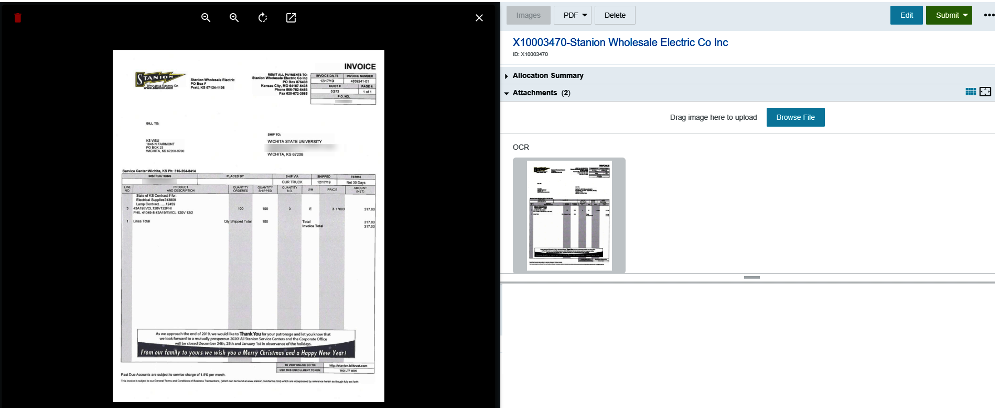 INVOICE
STANION
WHOLESALE ELECTRIC CO.
www.stanion.com
Stanion Wholesale Electric
PO Box F
Pratt, KS 67124-1106
REMIT ALL PAYMENTS TO:
Stanion Wholesale Electric Co Inc
PO Box 876438
Kansas City, MO 64187-6438
Phone 866-782-6466
Fax 620-672-3565
INVOICE DATE INVOICE NUMBER
12/17/19 4839241-01
CUST # PAGE #:
5373 1 of 1
P.O. NO.
BILL TO:
KS WSU
1845 N FAIRMONT
PO BOX 23
WICHITA, KS 67260-9700
SHIP TO:
WICHITA STATE UNIVERSITY
WICHITA, KS 67208
Service Center:Wichita, KS Ph: 316-264-8414
INSTRUCTIONS PLACED BY SHIP VIA SHIPPED TERMS
OUR TRUCK 12/17/19 Net 30 Days
LINE NO. PRODUCT AND DESCRIPTION QUANTITY ORDERED QUANTITY SHIPPED QUANTITY B.O. U/M PRICE AMOUNT (NET)
State of KS Contract # for:
Electrical Supplies?43809
Lamp Contract......12459
3 43A19EVCL120V122PHI 100 100 0 E 3.17000 317.00
PHIL 41049-8 43A19/EV/CL 120V 12/2
1 Lines Total Qty Shipped Total 100 Total 317.00
Invoice Total 317.00
As we approach the end of 2019, we would like to Thank You for your patronage and let you know that
we look forward to a mutually prosperous 2020! All Stanion Service Centers and the Corporate Office
will be closed December 24th, 25th and January 1st in observance of the holidays.
From our family to yours we wish you a Merry Christmas and a Happy New Year!
TO VIEW ONLINE GO TO: http://stanion.billtrust.com
USE THIS ENROLLMENT TOKEN: THD LTF WXK
Past Due Accounts are subject to service charge of 1.5% per month.
This Invoice is subject to our General Terms and Conditions of Business Transactions, (which can be found at www.stanion.com/terms.html) which are incorporated by reference herein as though fully set forth
Images PDF Delete Edit Submit
X10003470-Stanion Wholesale Electric Co Inc
ID: X10003470
Allocation Summary
Attachments (2)
Drag image here to upload Browse File
OCR